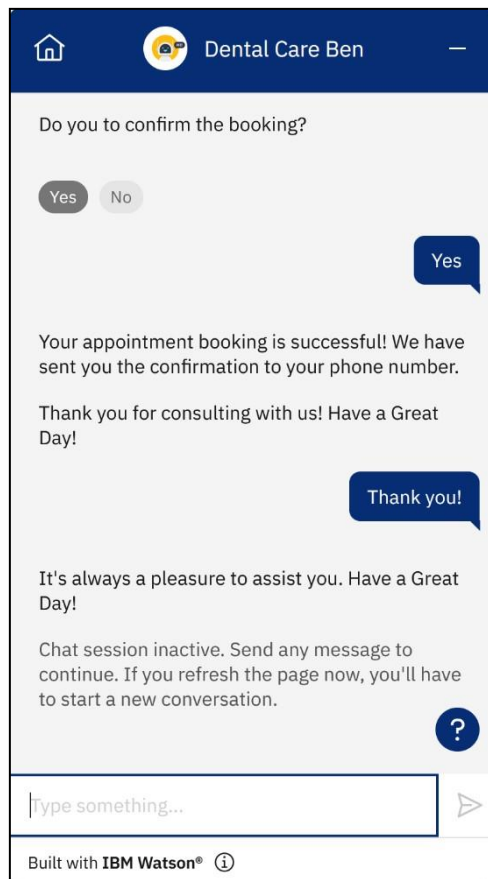 Dental Care Ben
Do you to confirm the booking?
Yes
No
Yes
Your appointment booking is successful! We have
sent you the confirmation to your phone number.
Thank you for consulting with us! Have a Great
Day!
Thank you!
It's always a pleasure to assist you. Have a Great
Day!
Chat session inactive. Send any message to
continue. If you refresh the page now, you'll have
to start a new conversation.
?
Type something...
Built with IBM Watson®